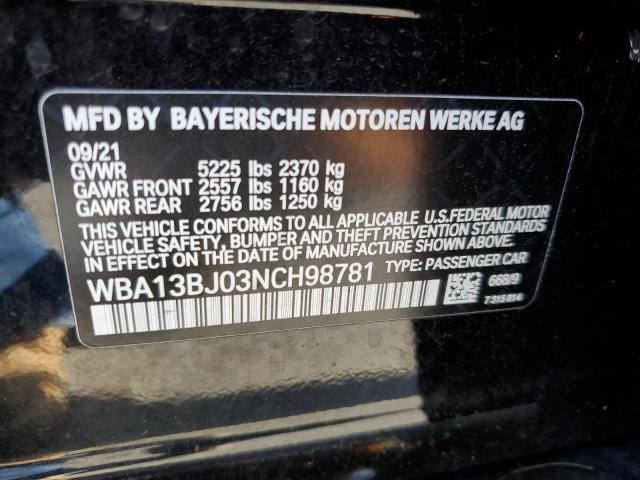 MFD BY BAYERISCHE MOTOREN WERKE AG
09/21
GVWR 5225 lbs 2370 kg
GAWR FRONT 2557 lbs 1160 kg
GAWR REAR 2756 lbs 1250 kg
THIS VEHICLE CONFORMS TO ALL APPLICABLE U.S.FEDERAL MOTOR
VEHICLE SAFETY, BUMPER AND THEFT PREVENTION STANDARDS
IN EFFECT ON THE DATE OF MANUFACTURE SHOWN ABOVE.
WBA13BJ03NCH98781 TYPE: PASSENGER CAR
668/9
7315814